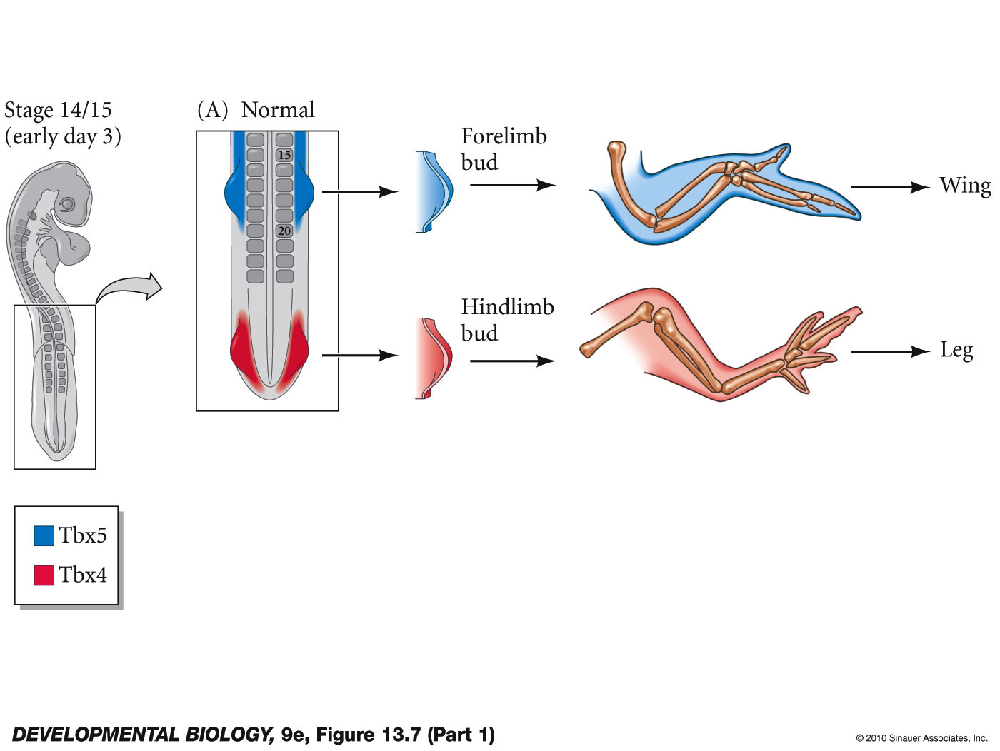 Stage 14/15
(early day 3)
(A) Normal
15
20
Forelimb
bud
Wing
Hindlimb
bud
Leg
Tbx5
Tbx4
DEVELOPMENTAL BIOLOGY, 9e, Figure 13.7 (Part 1)
© 2010 Sinauer Associates, Inc.